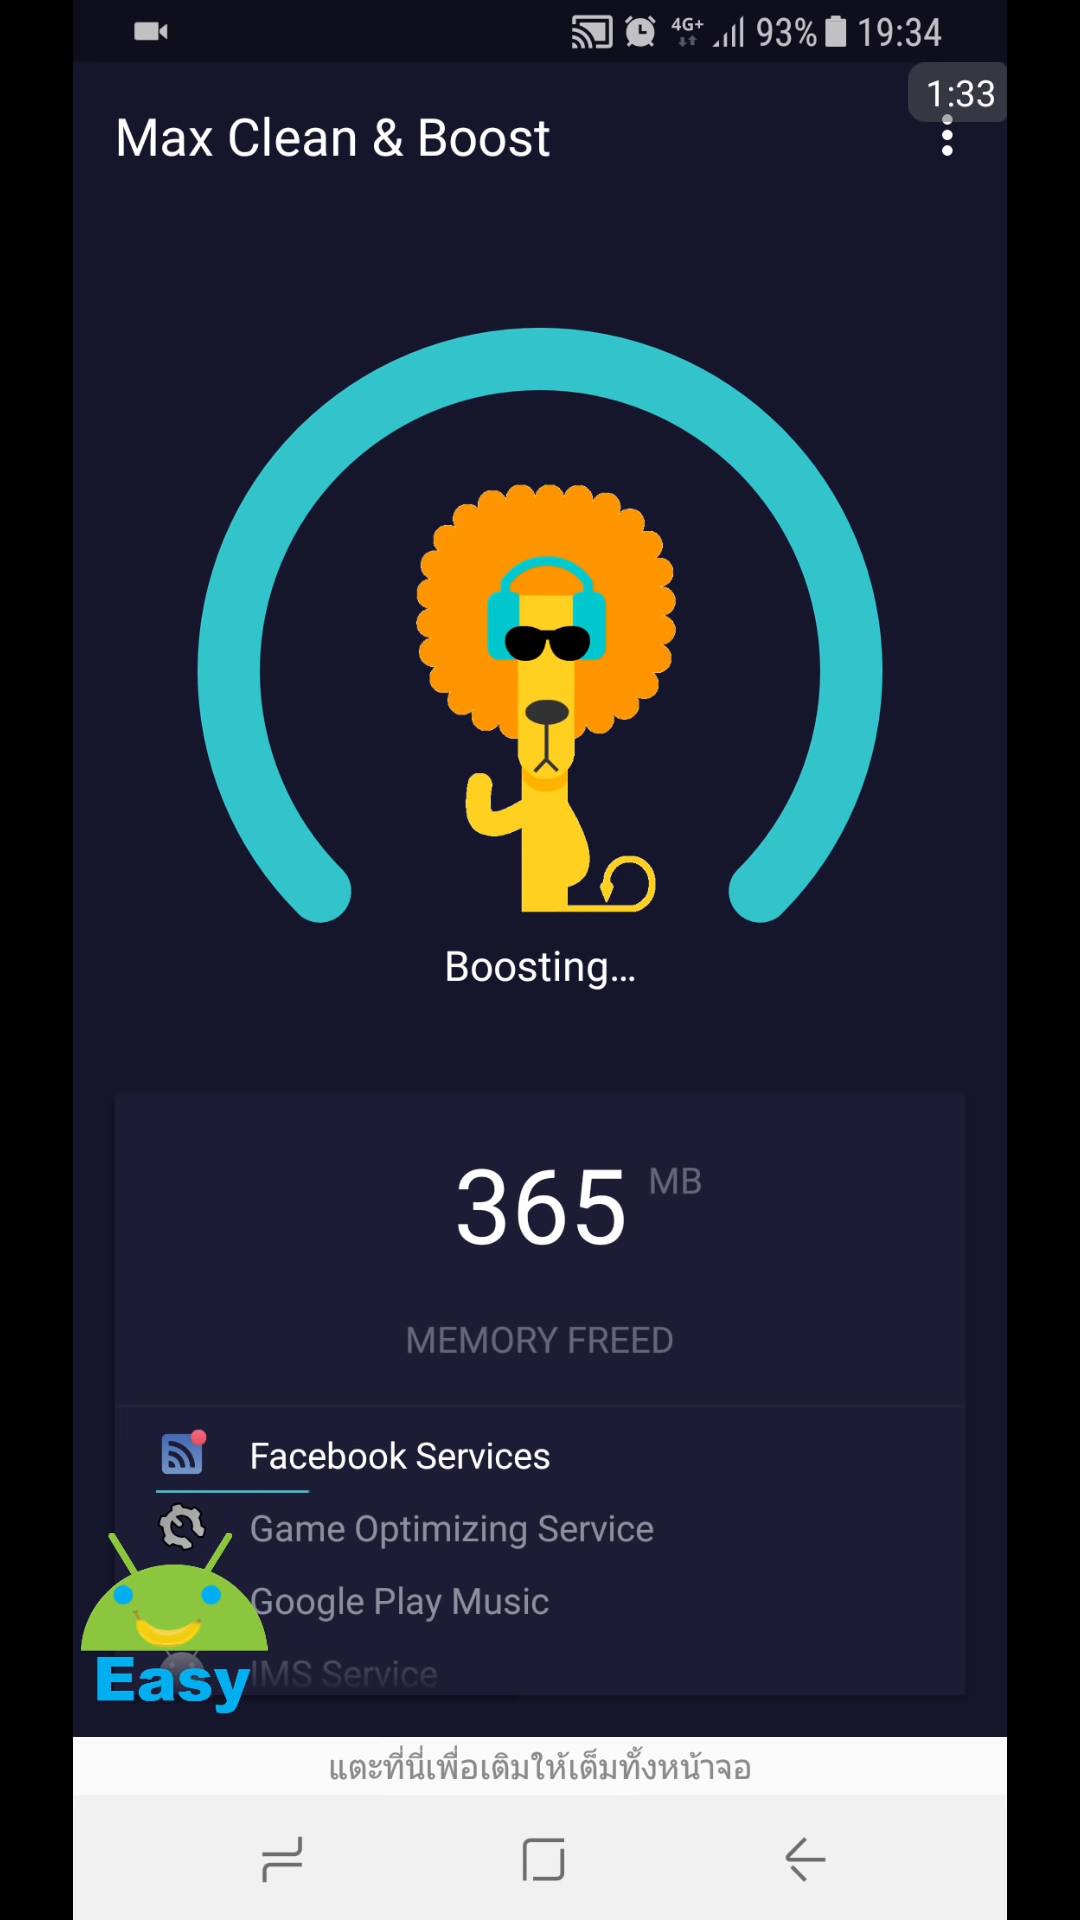 4G+ 93% 19:34
1:33
Max Clean & Boost
Boosting...
365 MB
MEMORY FREED
Facebook Services
Game Optimizing Service
Google Play Music
IMS Service
Easy
แตะที่นี่เพื่อเติมให้เต็มทั้งหน้าจอ